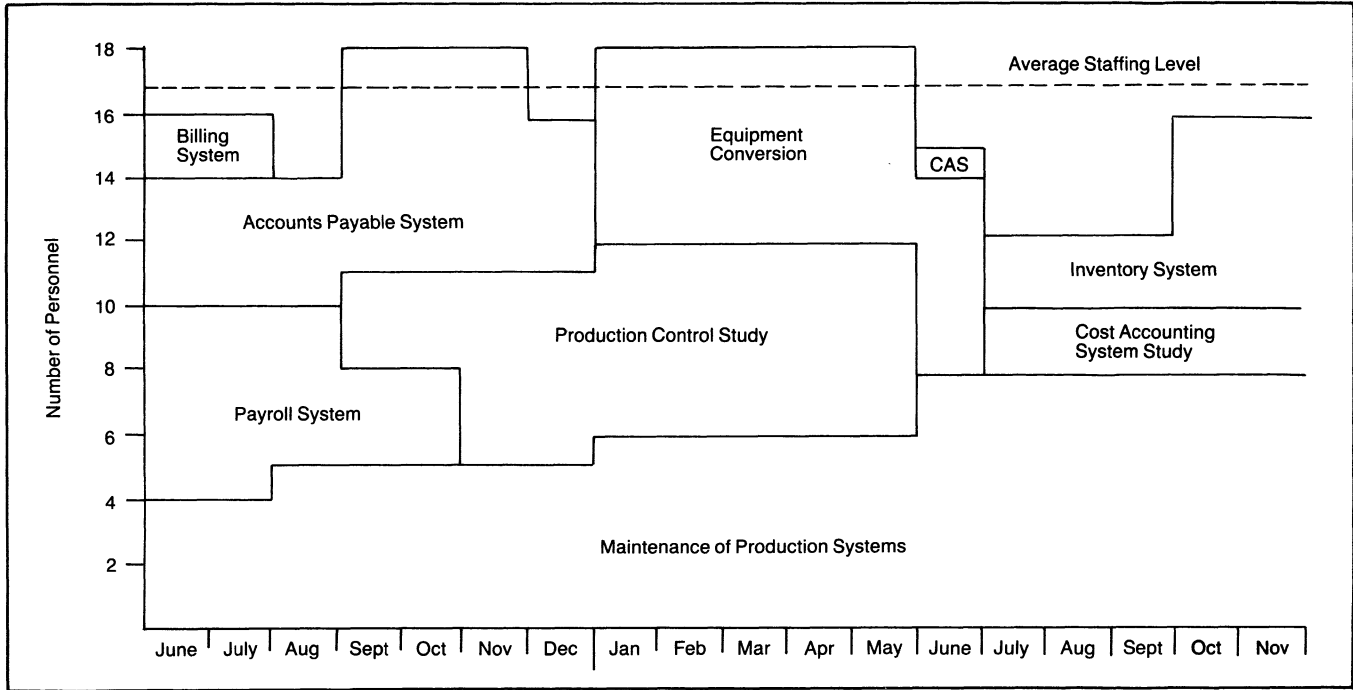 18
16
14
12
10
8
6
4
2
Number of Personnel
Average Staffing Level
Billing
System
Equipment
Conversion
CAS
Accounts Payable System
Inventory System
Production Control Study
Cost Accounting
System Study
Payroll System
Maintenance of Production Systems
June July Aug Sept Oct Nov Dec Jan Feb Mar Apr May June July Aug Sept Oct Nov